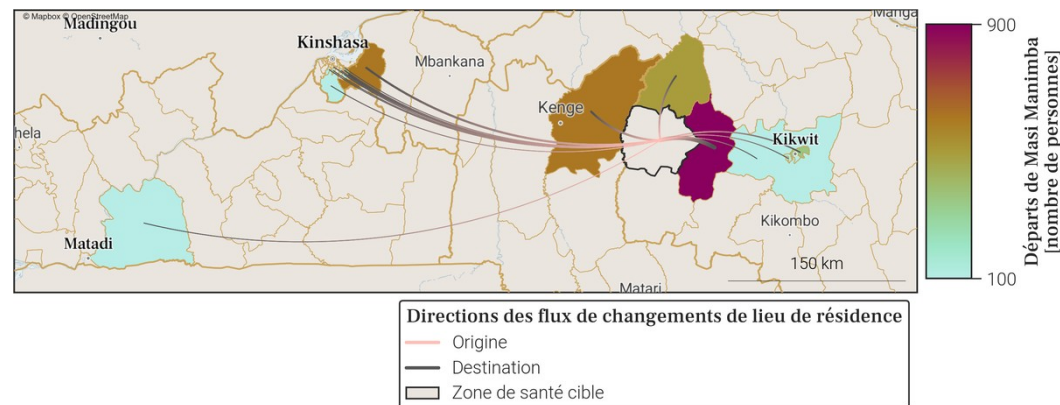 © Mapbox © OpenStreetMap
Madingou
Manga
Kinshasa
Mbankana
Kenge
hela
Kikwit
Kikombo
Matadi
150 km
Matari
900
100
Départs de Masi Manimba
[nombre de personnes]
Directions des flux de changements de lieu de résidence
Origine
Destination
Zone de santé cible